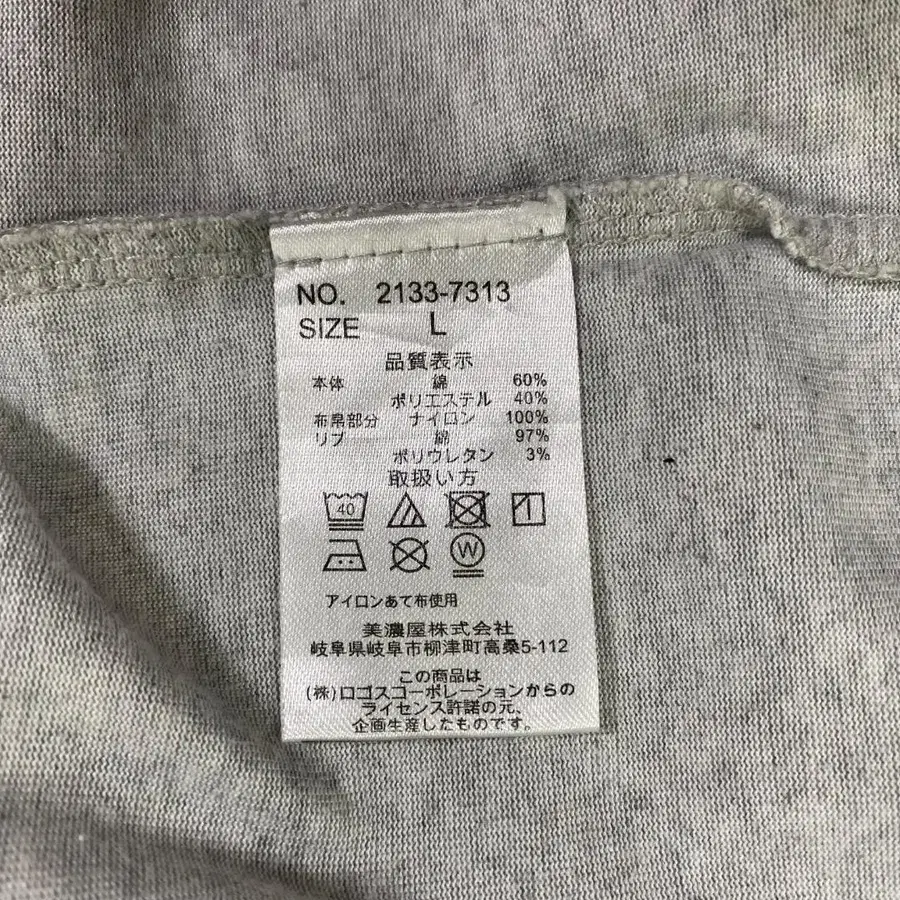 NO. 2133-7313
SIZE L
品質表示
本体 綿 60%
ポリエステル 40%
布帛部分 ナイロン 100%
リブ 綿 97%
ポリウレタン 3%
取扱い方
40
W
アイロンあて布使用
美濃屋株式会社
岐阜県岐阜市柳津町高桑5-112
この商品は
(株)ロゴスコーポレーションからの
ライセンス許諾の元、
企画生産したものです。